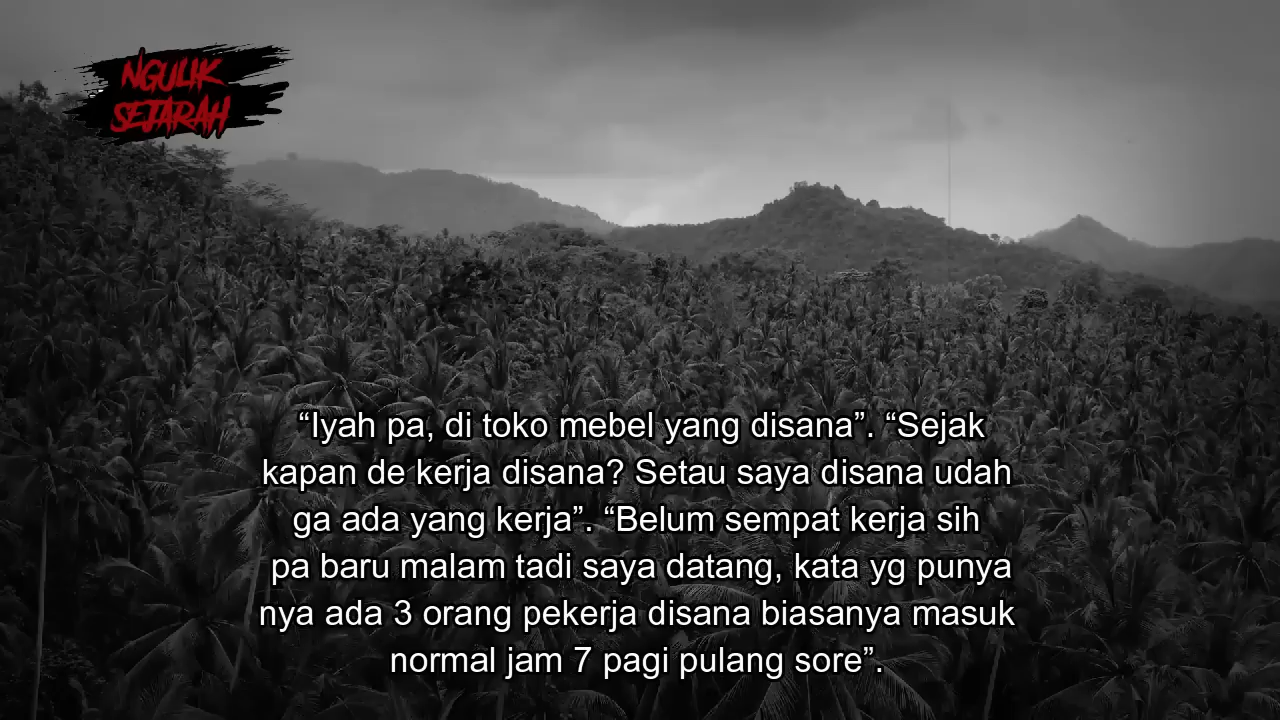 NGULIK
SEJARAH
“Iyah pa, di toko mebel yang disana”. “Sejak
kapan de kerja disana? Setau saya disana udah
ga ada yang kerja”. “Belum sempat kerja sih
pa baru malam tadi saya datang, kata yg punya
nya ada 3 orang pekerja disana biasanya masuk
normal jam 7 pagi pulang sore”.